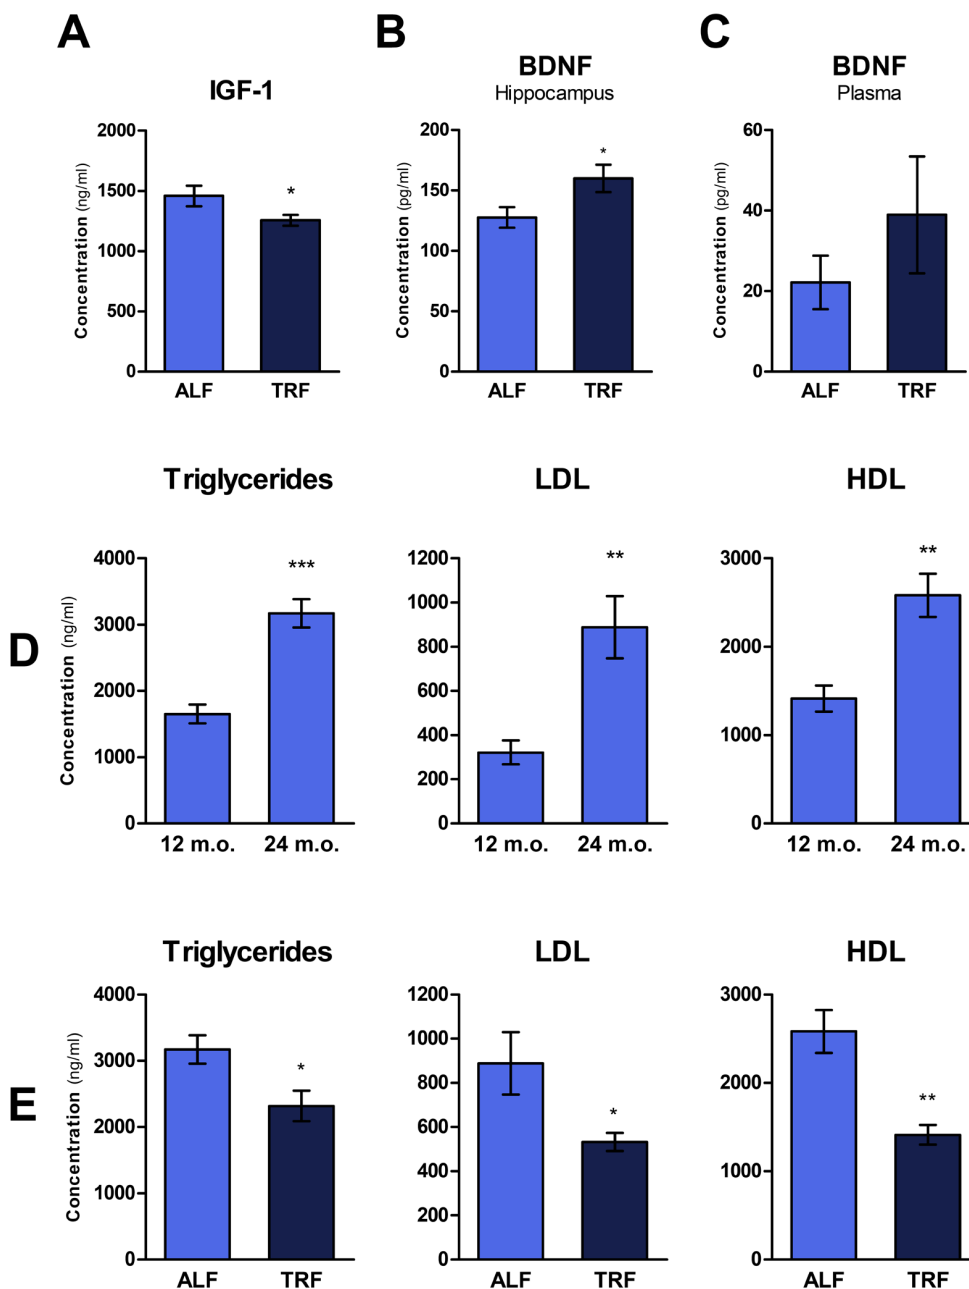 A
B
C
IGF-1
BDNF
Hippocampus
BDNF
Plasma
Concentration (ng/ml)
2000
1500
1000
500
0
*
ALF TRF
Concentration (pg/ml)
200
150
100
50
0
*
ALF TRF
Concentration (pg/ml)
60
40
20
0
ALF TRF
D
Triglycerides
Concentration (ng/ml)
4000
3000
2000
1000
0
***
12 m.o. 24 m.o.
LDL
1200
1000
800
600
400
200
0
**
12 m.o. 24 m.o.
HDL
3000
2000
1000
0
**
12 m.o. 24 m.o.
E
Triglycerides
Concentration (ng/ml)
4000
3000
2000
1000
0
*
ALF TRF
LDL
1200
1000
800
600
400
200
0
*
ALF TRF
HDL
3000
2000
1000
0
**
ALF TRF